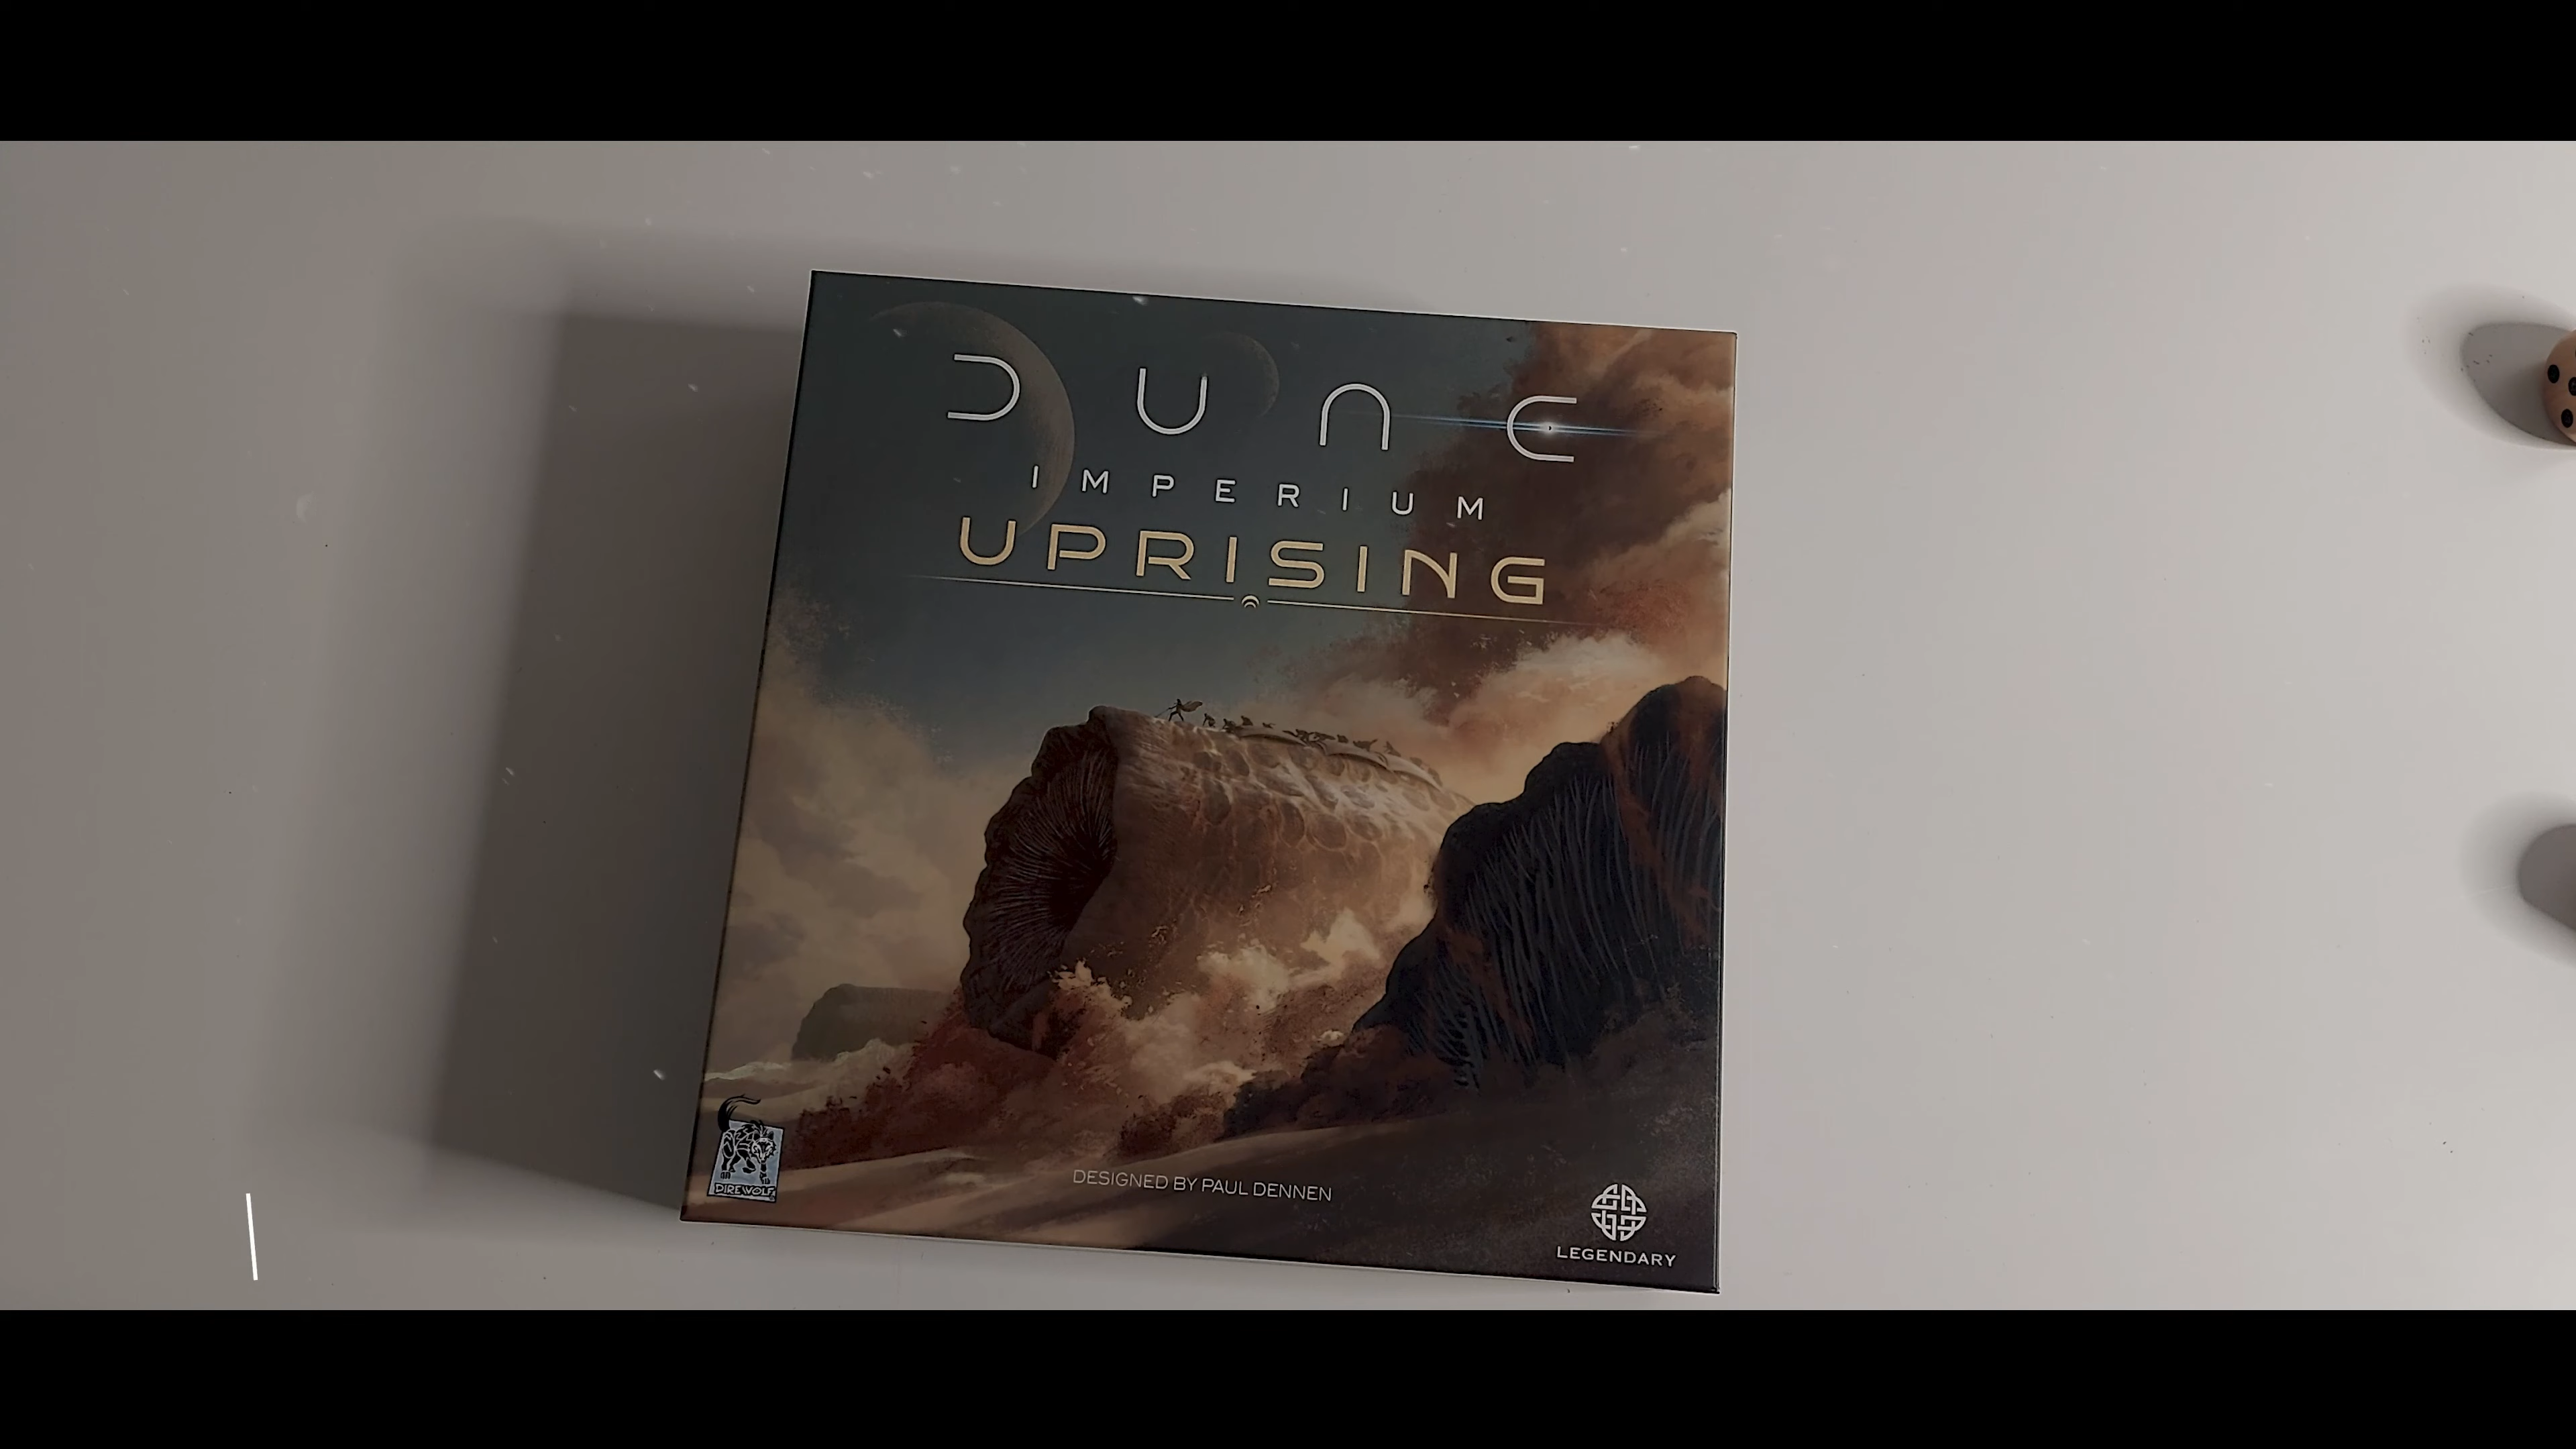 DUNE
IMPERIUM
UPRISING
DIREWOLF
DESIGNED BY PAUL DENNEN
LEGENDARY